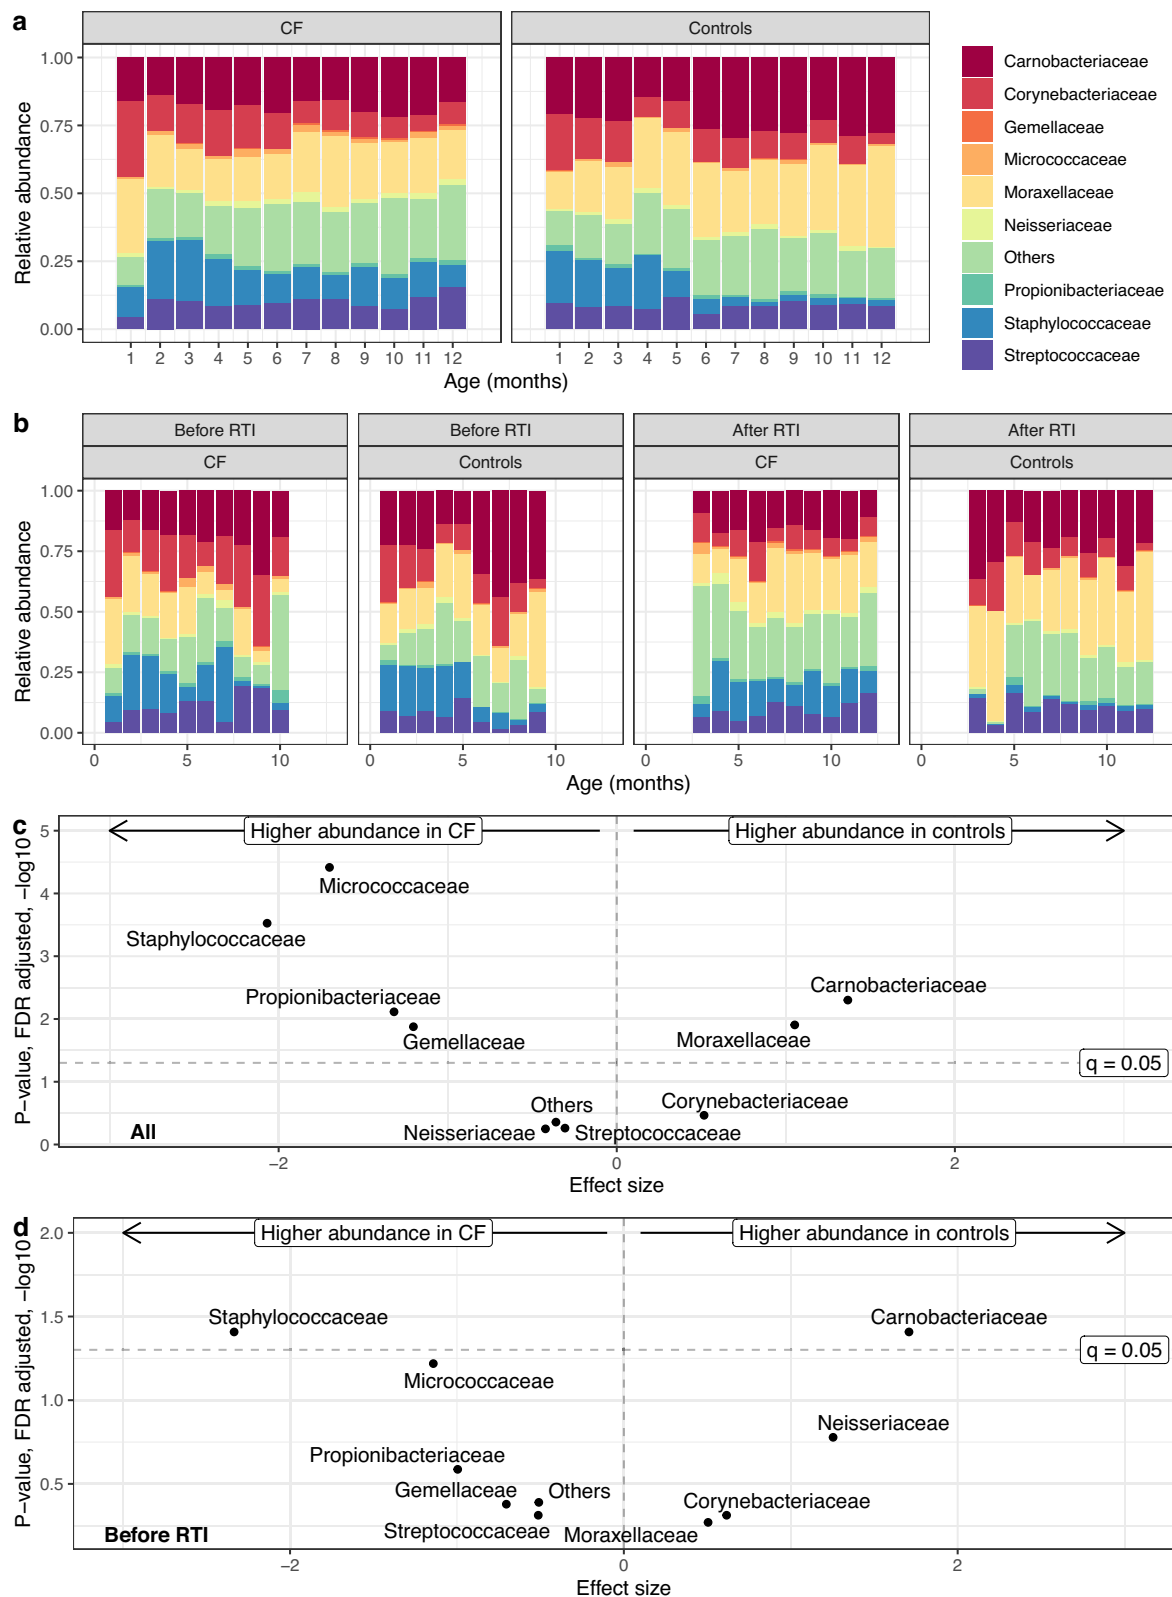 a
CF
Controls
1.00
0.75
0.50
0.25
0.00
Relative abundance
1 2 3 4 5 6 7 8 9 10 11 12
1 2 3 4 5 6 7 8 9 10 11 12
Age (months)
Carnobacteriaceae
Corynebacteriaceae
Gemellaceae
Micrococcaceae
Moraxellaceae
Neisseriaceae
Others
Propionibacteriaceae
Staphylococcaceae
Streptococcaceae
b
Before RTI
Before RTI
After RTI
After RTI
CF
Controls
CF
Controls
1.00
0.75
0.50
0.25
0.00
Relative abundance
0 5 10
0 5 10
0 5 10
0 5 10
Age (months)
c
Higher abundance in CF
Higher abundance in controls
5
4
3
2
1
0
P−value, FDR adjusted, −log10
Micrococcaceae
Staphylococcaceae
Propionibacteriaceae
Gemellaceae
Carnobacteriaceae
Moraxellaceae
q = 0.05
Others
Corynebacteriaceae
Neisseriaceae
Streptococcaceae
All
−2 0 2
Effect size
d
Higher abundance in CF
Higher abundance in controls
2.0
1.5
1.0
0.5
P−value, FDR adjusted, −log10
Staphylococcaceae
Carnobacteriaceae
q = 0.05
Micrococcaceae
Neisseriaceae
Propionibacteriaceae
Gemellaceae
Others
Corynebacteriaceae
Streptococcaceae
Moraxellaceae
Before RTI
−2 0 2
Effect size